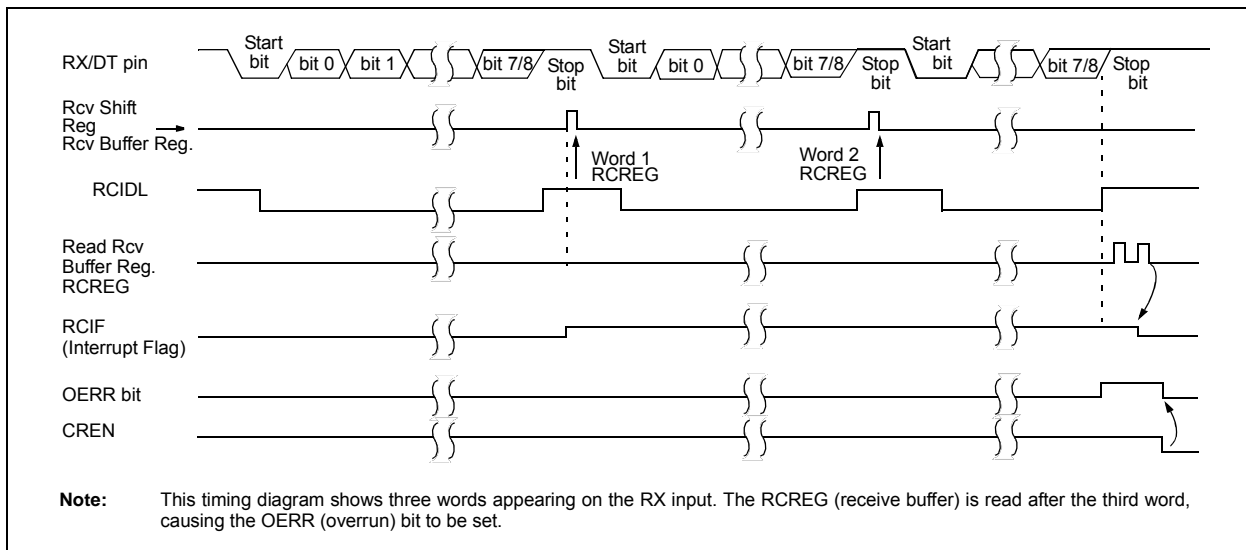 RX/DT pin
Start
bit
bit 0
bit 1
bit 7/8
Stop
bit
Start
bit
bit 0
bit 7/8
Stop
bit
Start
bit
bit 7/8
Stop
bit
Rcv Shift
Reg
Rcv Buffer Reg.
Word 1
RCREG
Word 2
RCREG
RCIDL
Read Rcv
Buffer Reg.
RCREG
RCIF
(Interrupt Flag)
OERR bit
CREN
Note: This timing diagram shows three words appearing on the RX input. The RCREG (receive buffer) is read after the third word,
causing the OERR (overrun) bit to be set.